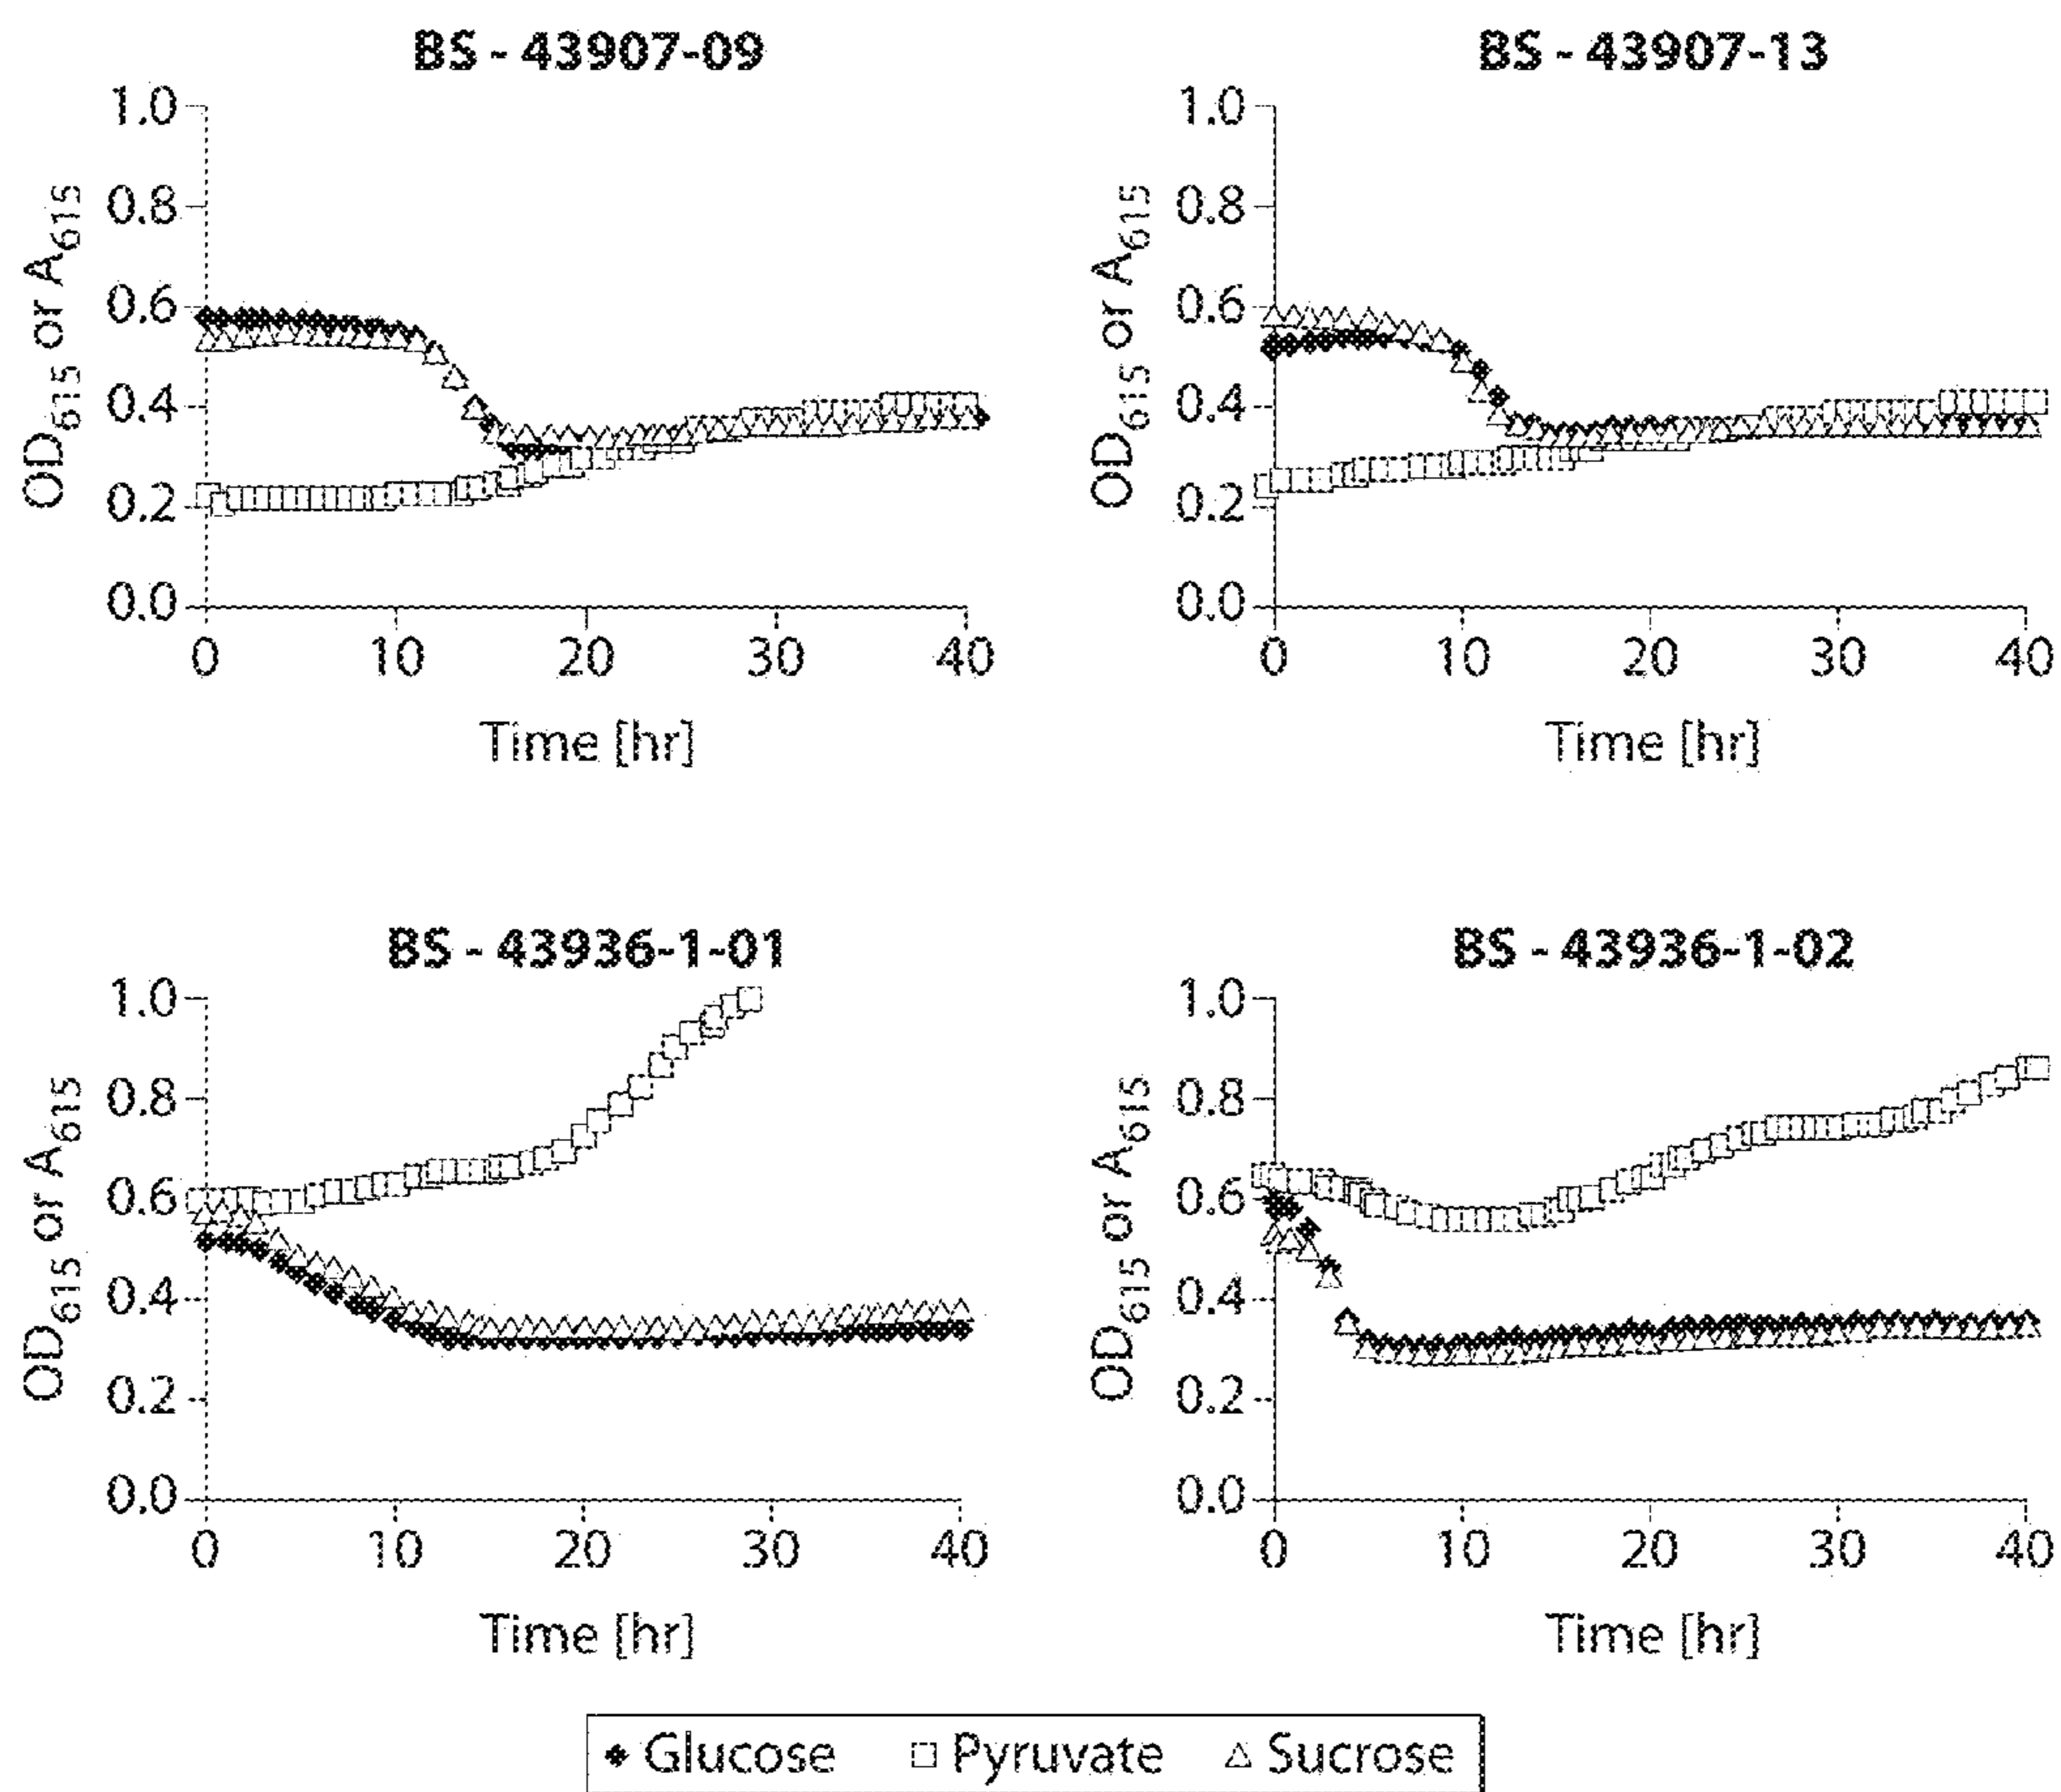 BS - 43907-09
1.0
0.8
0.6
0.4
0.2
0.0
OD615 or A615
0 10 20 30 40
Time [hr]
BS - 43907-13
1.0
0.8
0.6
0.4
0.2
0.0
OD615 or A615
0 10 20 30 40
Time [hr]
BS - 43936-1-01
1.0
0.8
0.6
0.4
0.2
0.0
OD615 or A615
0 10 20 30 40
Time [hr]
BS - 43936-1-02
1.0
0.8
0.6
0.4
0.2
0.0
OD615 or A615
0 10 20 30 40
Time [hr]
Glucose Pyruvate Sucrose